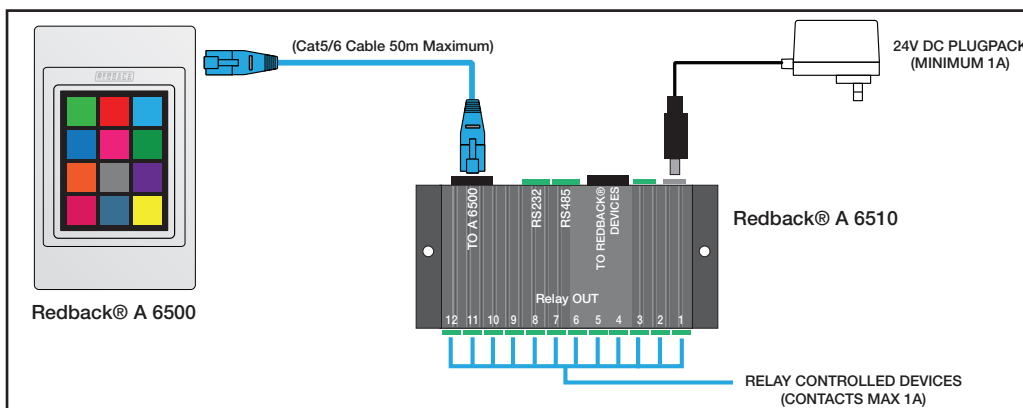 (Cat5/6 Cable 50m Maximum)
24V DC PLUGPACK
(MINIMUM 1A)
REDBACK
TO A 6500
RS232
RS485
TO REDBACK®
DEVICES
Redback® A 6510
Relay OUT
12 11 10 9 8 7 6 5 4 3 2 1
Redback® A 6500
RELAY CONTROLLED DEVICES
(CONTACTS MAX 1A)